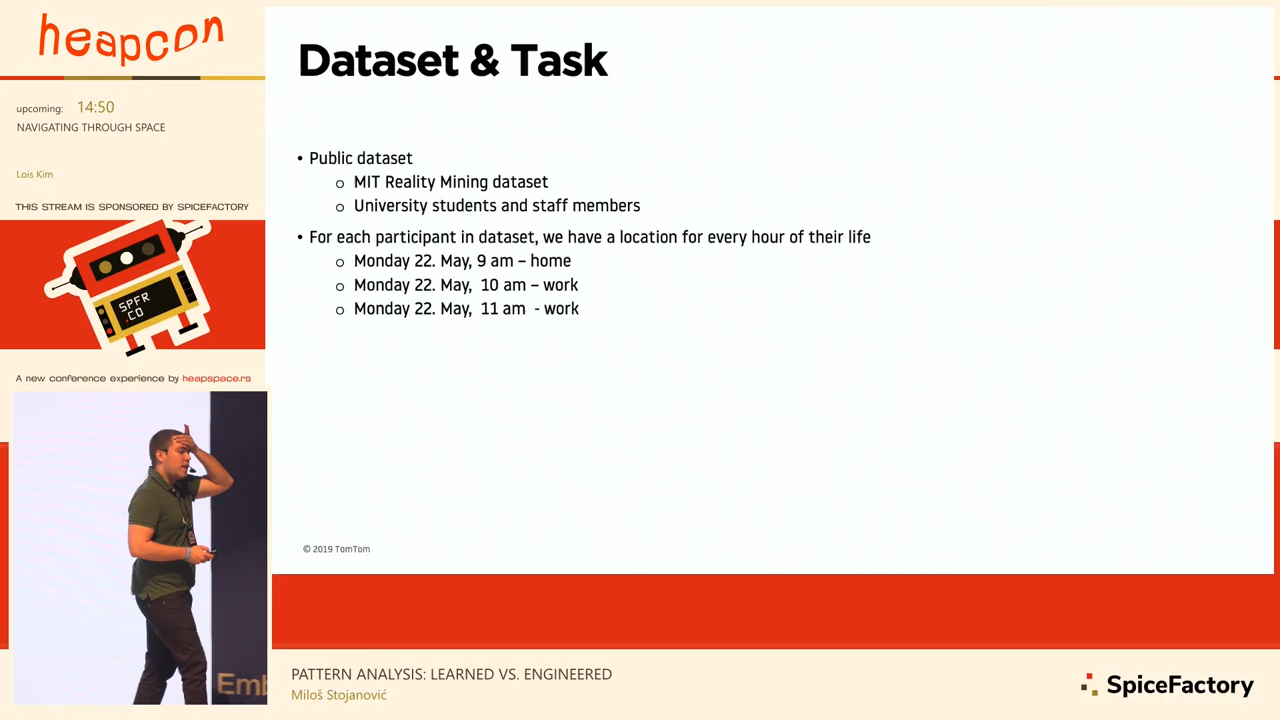 heapcon
upcoming: 14:50
NAVIGATING THROUGH SPACE
Lois Kim
THIS STREAM IS SPONSORED BY SPICEFACTORY
SPFR
.CO
A new conference experience by heapspace.rs
Dataset & Task
• Public dataset
o MIT Reality Mining dataset
o University students and staff members
• For each participant in dataset, we have a location for every hour of their life
o Monday 22. May, 9 am – home
o Monday 22. May, 10 am – work
o Monday 22. May, 11 am - work
© 2019 TomTom
Emb
PATTERN ANALYSIS: LEARNED VS. ENGINEERED
Miloš Stojanović
SpiceFactory